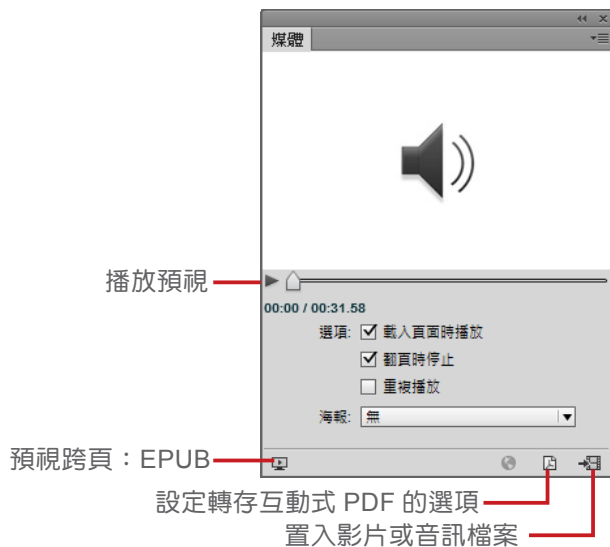 媒體
播放預視
00:00 / 00:31.58
選項: 載入頁面時播放
翻頁時停止
重複播放
海報: 無
預視跨頁：EPUB
設定轉存互動式 PDF 的選項
置入影片或音訊檔案